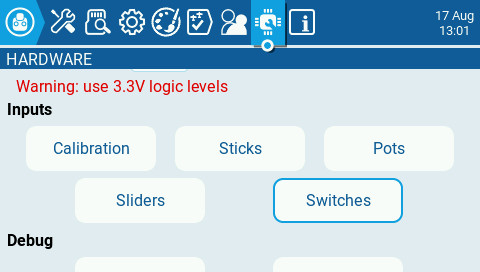 17 Aug
13:01
HARDWARE
Warning: use 3.3V logic levels
Inputs
Calibration
Sticks
Pots
Sliders
Switches
Debug